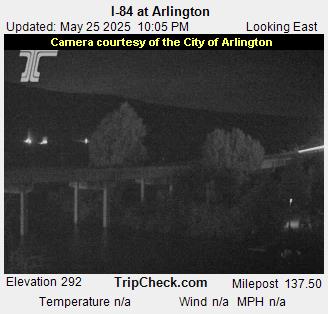 I-84 at Arlington
Updated: May 25 2025 10:05 PM Looking East
Camera courtesy of the City of Arlington
Elevation 292 TripCheck.com Milepost 137.50
Temperature n/a Wind n/a MPH n/a